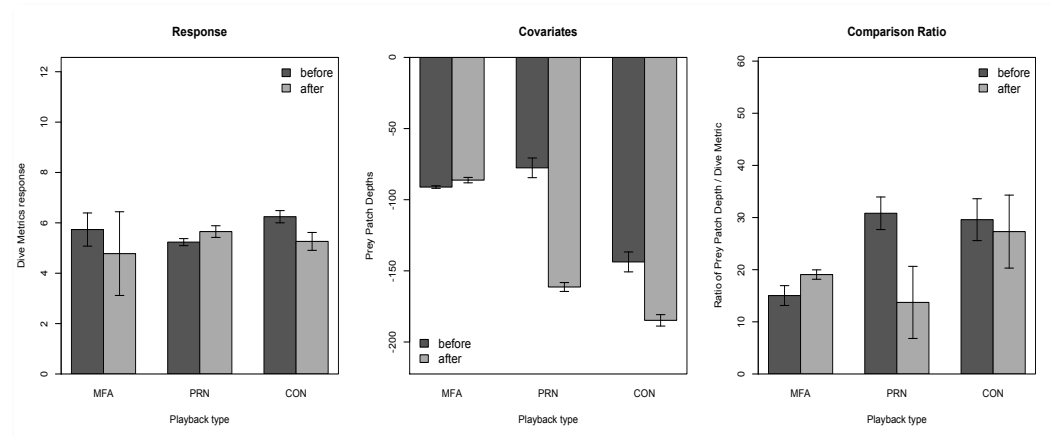 Response
Dive Metrics response
12
10
8
6
4
2
0
before
after
MFA PRN CON
Playback type
Covariates
Prey Patch Depths
0
-50
-100
-150
-200
before
after
MFA PRN CON
Playback type
Comparison Ratio
Ratio of Prey Patch Depth / Dive Metric
60
50
40
30
20
10
0
before
after
MFA PRN CON
Playback type